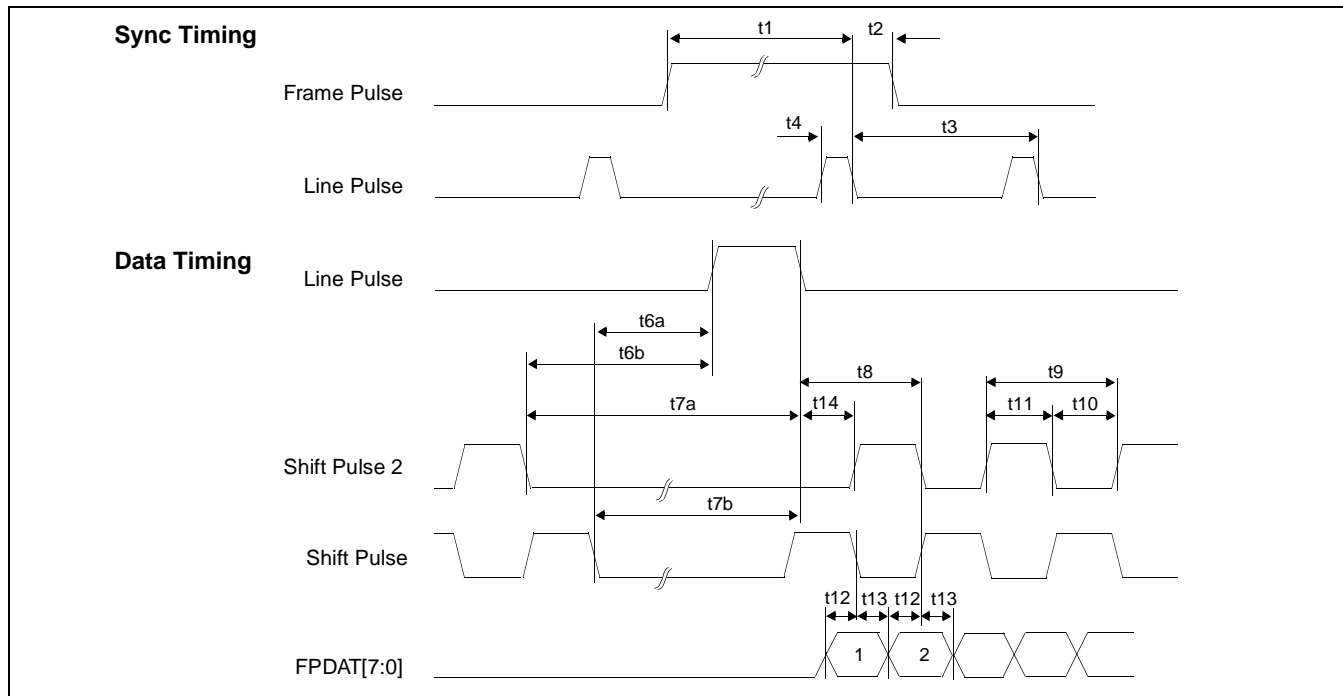 Sync Timing
t1
t2
Frame Pulse
t4
t3
Line Pulse
Data Timing
Line Pulse
t6a
t6b
t8
t9
t7a
t14
t11
t10
Shift Pulse 2
t7b
Shift Pulse
t12
t13
t12
t13
FPDAT[7:0]
1
2